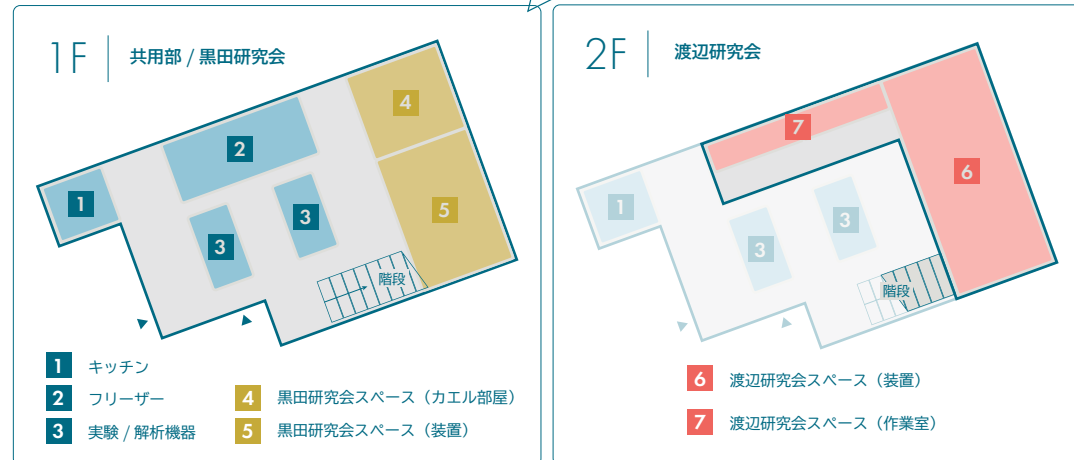 1F
共用部 / 黒田研究会
4
2
1
3
5
3
階段
1 キッチン
2 フリーザー
3 実験 / 解析機器
4 黒田研究会スペース（カエル部屋）
5 黒田研究会スペース（装置）
2F
渡辺研究会
7
6
1
3
3
階段
6 渡辺研究会スペース（装置）
7 渡辺研究会スペース（作業室）